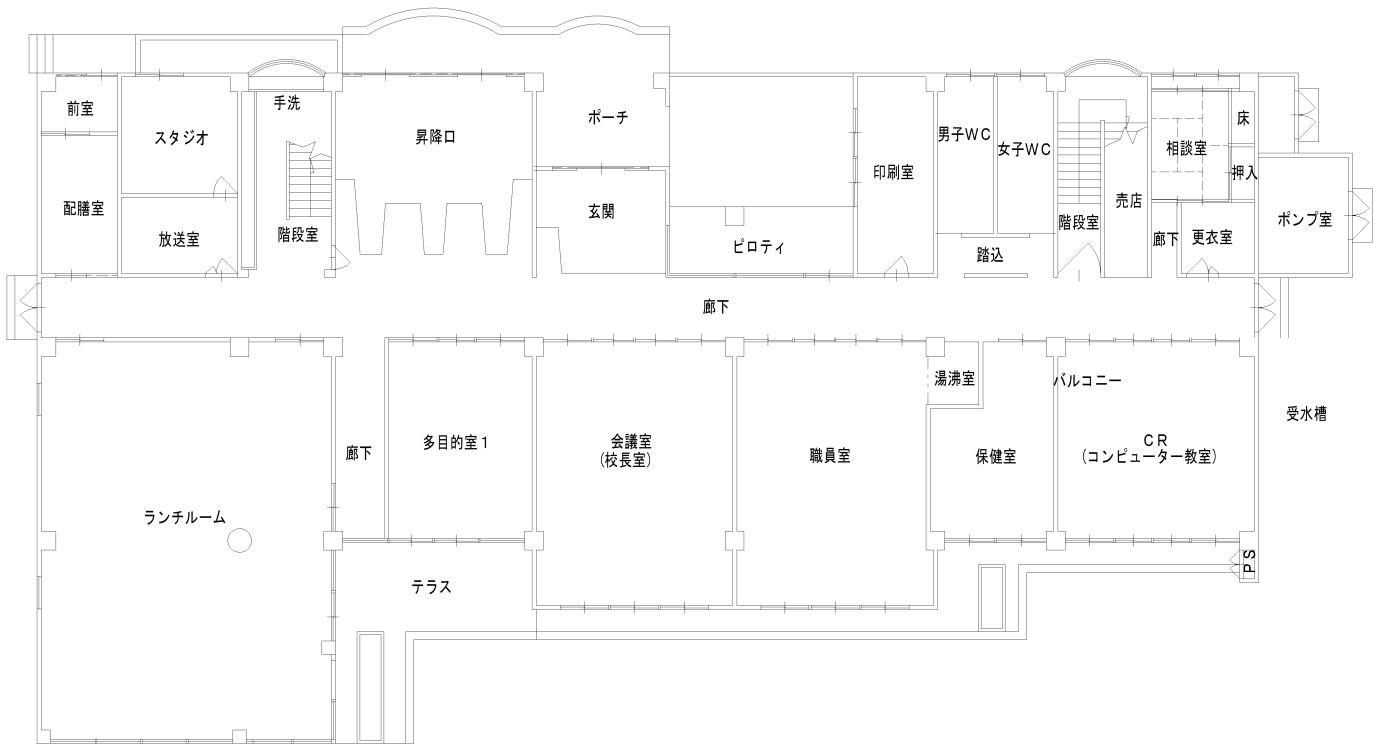 前室
スタジオ
手洗
昇降口
ポーチ
印刷室
男子WC
女子WC
相談室
床
押入
配膳室
放送室
階段室
玄関
ピロティ
踏込
階段室
売店
廊下
更衣室
ポンプ室
廊下
湯沸室
バルコニー
受水槽
廊下
多目的室1
会議室
(校長室)
職員室
保健室
CR
(コンピューター教室)
ランチルーム
テラス
PS